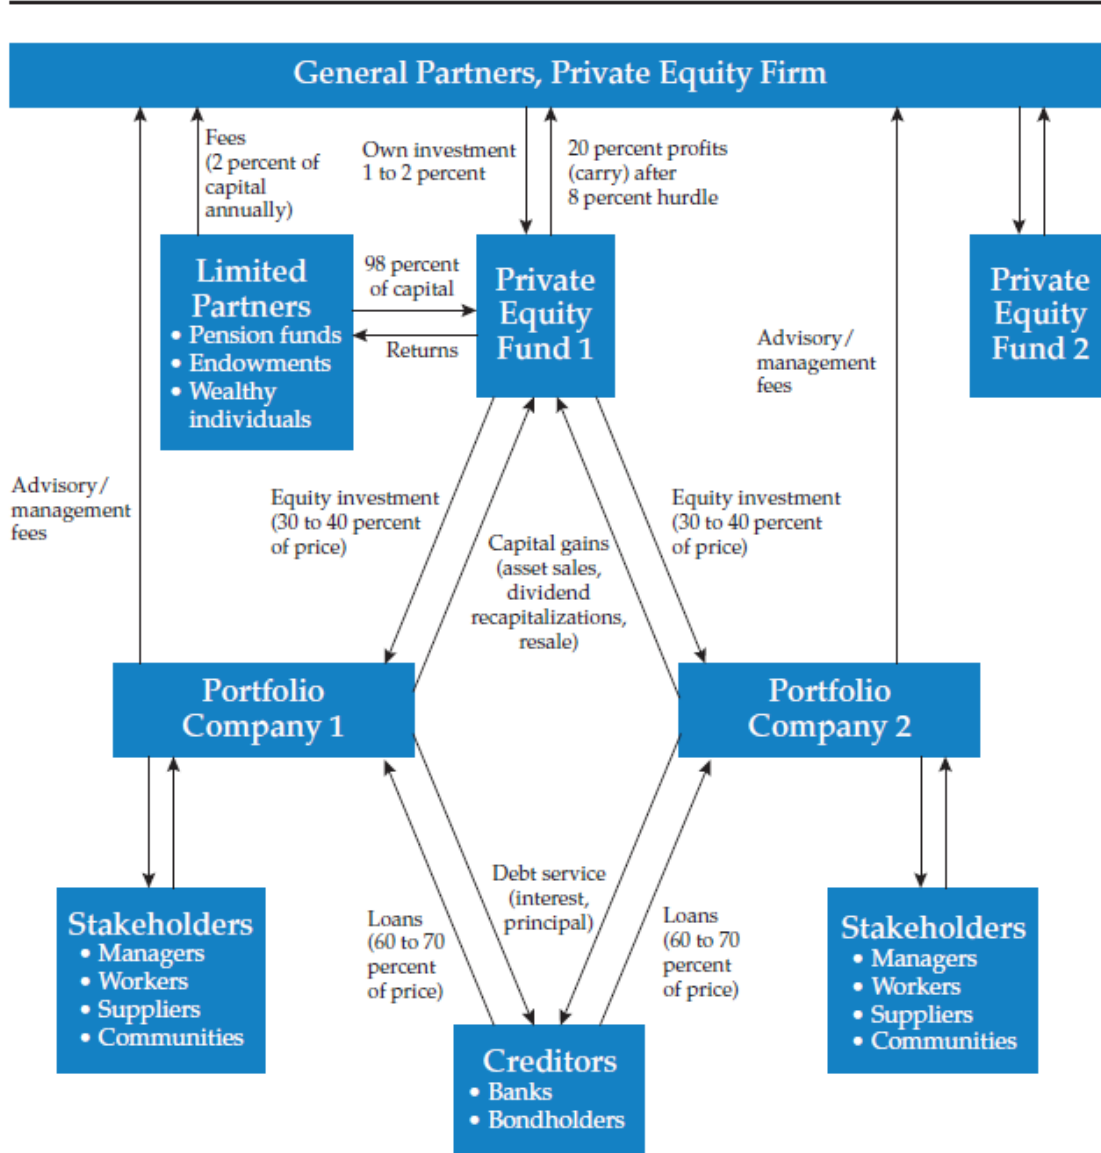 General Partners, Private Equity Firm
Fees
(2 percent of
capital
annually)
Own investment
1 to 2 percent
20 percent profits
(carry) after
8 percent hurdle
Limited
Partners
• Pension funds
• Endowments
• Wealthy
individuals
98 percent
of capital
Returns
Private
Equity
Fund 1
Private
Equity
Fund 2
Advisory/
management
fees
Advisory/
management
fees
Equity investment
(30 to 40 percent
of price)
Capital gains
(asset sales,
dividend
recapitalizations,
resale)
Equity investment
(30 to 40 percent
of price)
Portfolio
Company 1
Portfolio
Company 2
Stakeholders
• Managers
• Workers
• Suppliers
• Communities
Loans
(60 to 70
percent
of price)
Debt service
(interest,
principal)
Loans
(60 to 70
percent
of price)
Stakeholders
• Managers
• Workers
• Suppliers
• Communities
Creditors
• Banks
• Bondholders